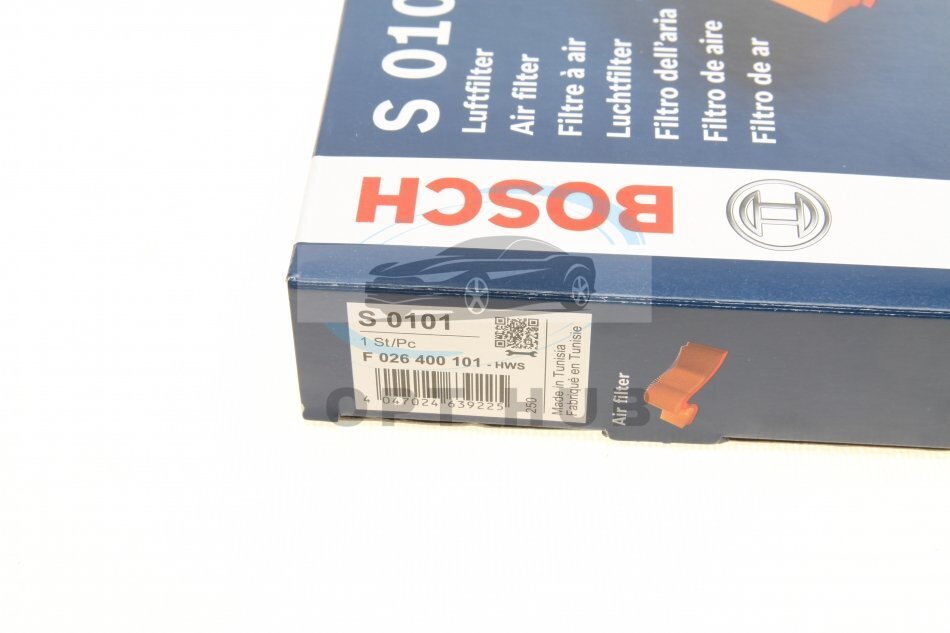 S 010
Luftfilter
Air filter
Filtre à air
Luchtfilter
Filtro dell'aria
Filtro de aire
Filtro de ar
BOSCH
S 0101
1 St/Pc
F 026 400 101 - HWS
4 047024 639225
250
Made in Tunisia
Fabriqué en Tunisie
Air filter